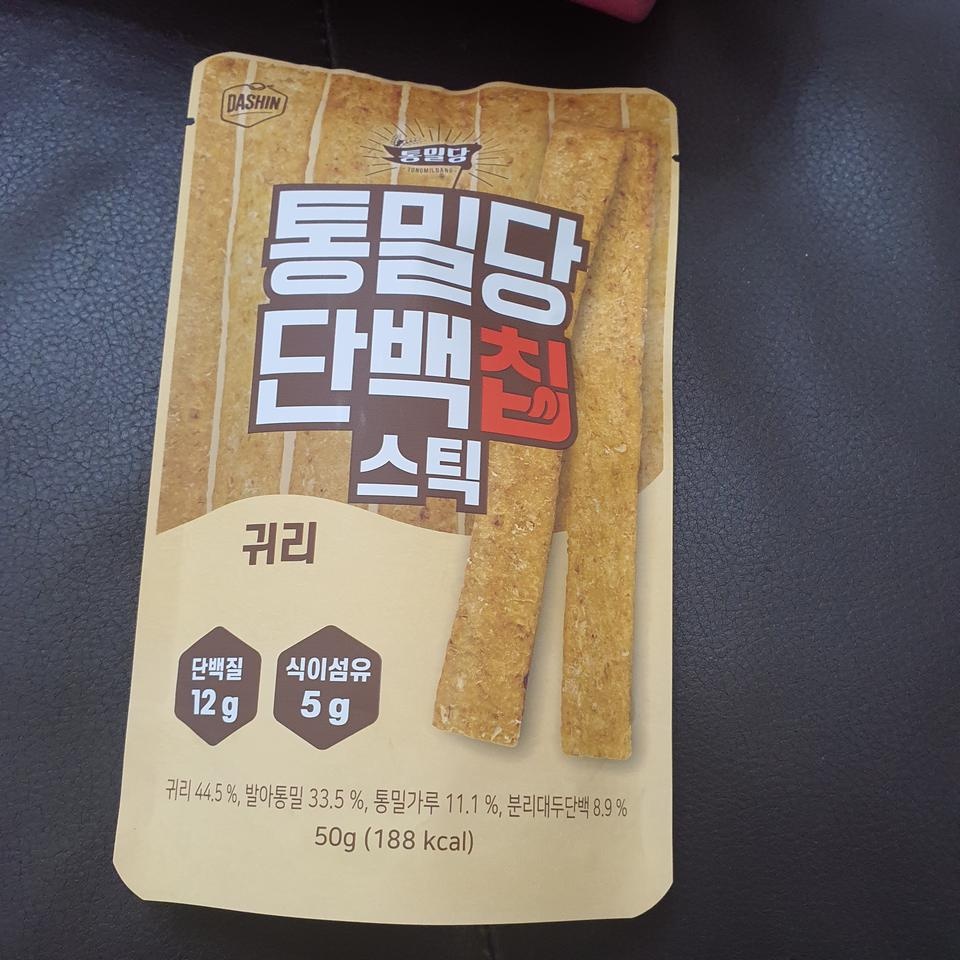 DASHIN
통밀당
TONGMILDANG
통밀당
단백칩
스틱
귀리
단백질
12 g
식이섬유
5 g
귀리 44.5 %, 발아통밀 33.5 %, 통밀가루 11.1 %, 분리대두단백 8.9 %
50g (188 kcal)